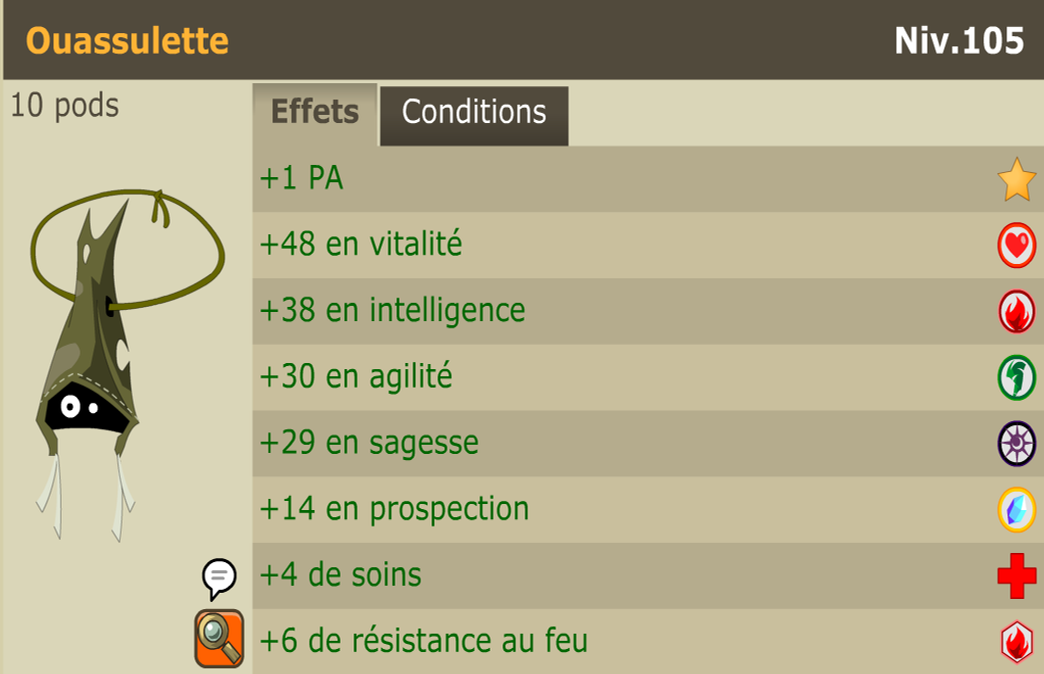 Ouassulette
Niv.105
10 pods
Effets
Conditions
+1 PA
+48 en vitalité
+38 en intelligence
+30 en agilité
+29 en sagesse
+14 en prospection
+4 de soins
+6 de résistance au feu